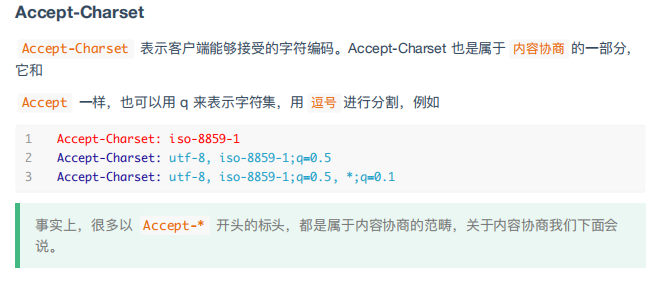 Accept-Charset
Accept-Charset 表示客户端能够接受的字符编码。Accept-Charset 也是属于 内容协商 的一部分，
它和
Accept 一样，也可以用 q 来表示字符集，用 逗号 进行分割，例如
1 Accept-Charset: iso-8859-1
2 Accept-Charset: utf-8, iso-8859-1;q=0.5
3 Accept-Charset: utf-8, iso-8859-1;q=0.5, *;q=0.1
事实上，很多以 Accept-* 开头的标头，都是属于内容协商的范畴，关于内容协商我们下面会
说。